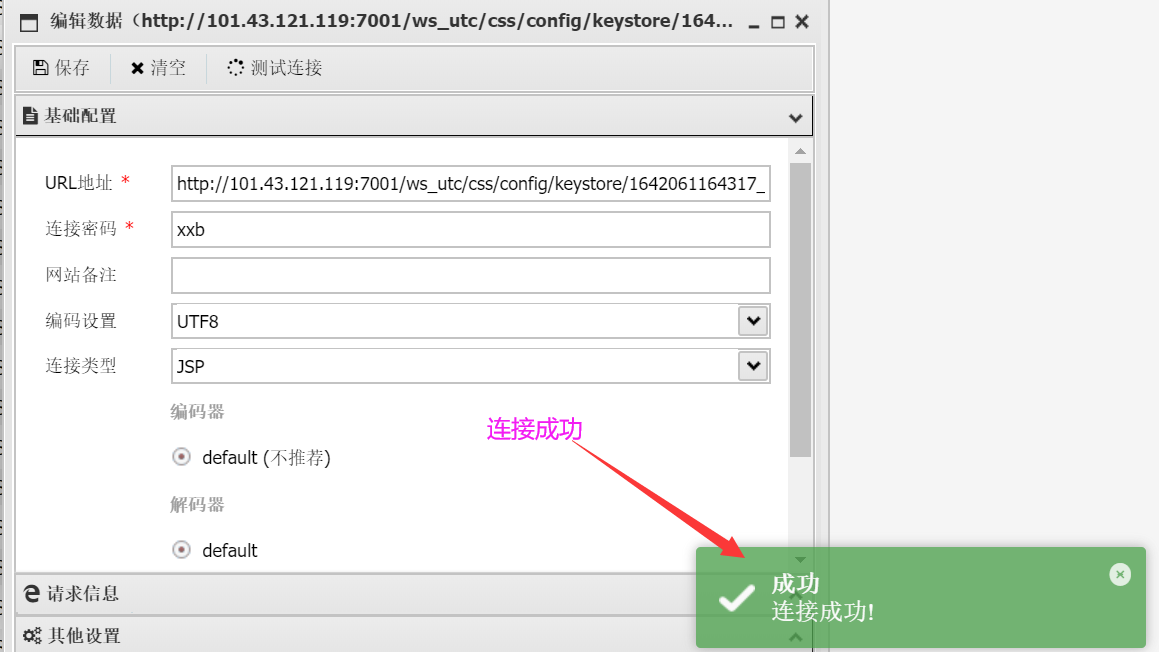 编辑数据（http://101.43.121.119:7001/ws_utc/css/config/keystore/164...
保存 清空 测试连接
基础配置
URL地址 * http://101.43.121.119:7001/ws_utc/css/config/keystore/1642061164317_
连接密码 * xxb
网站备注
编码设置 UTF8
连接类型 JSP
编码器
连接成功
default (不推荐)
解码器
default
成功
请求信息
连接成功!
其他设置